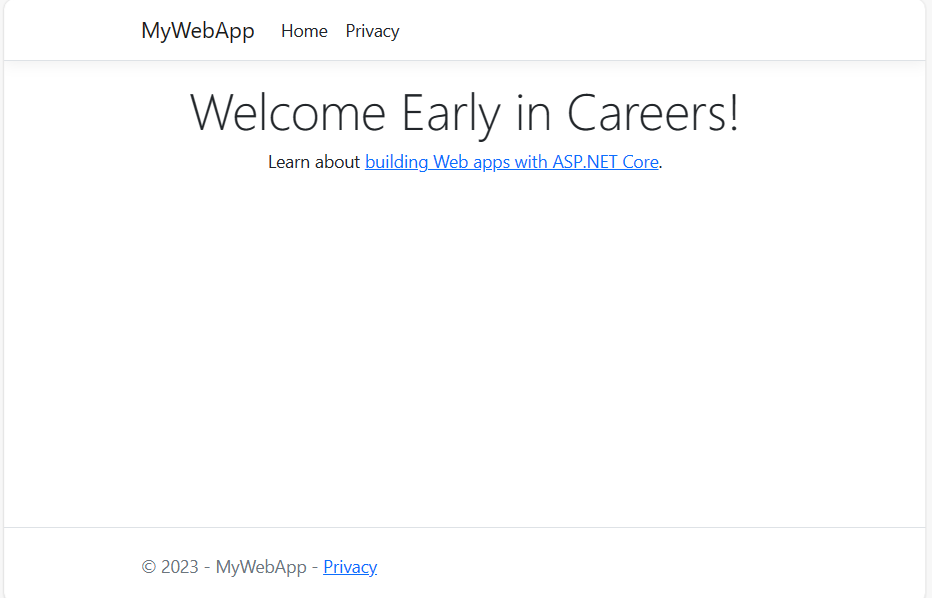 MyWebApp Home Privacy
Welcome Early in Careers!
Learn about building Web apps with ASP.NET Core.
© 2023 - MyWebApp - Privacy